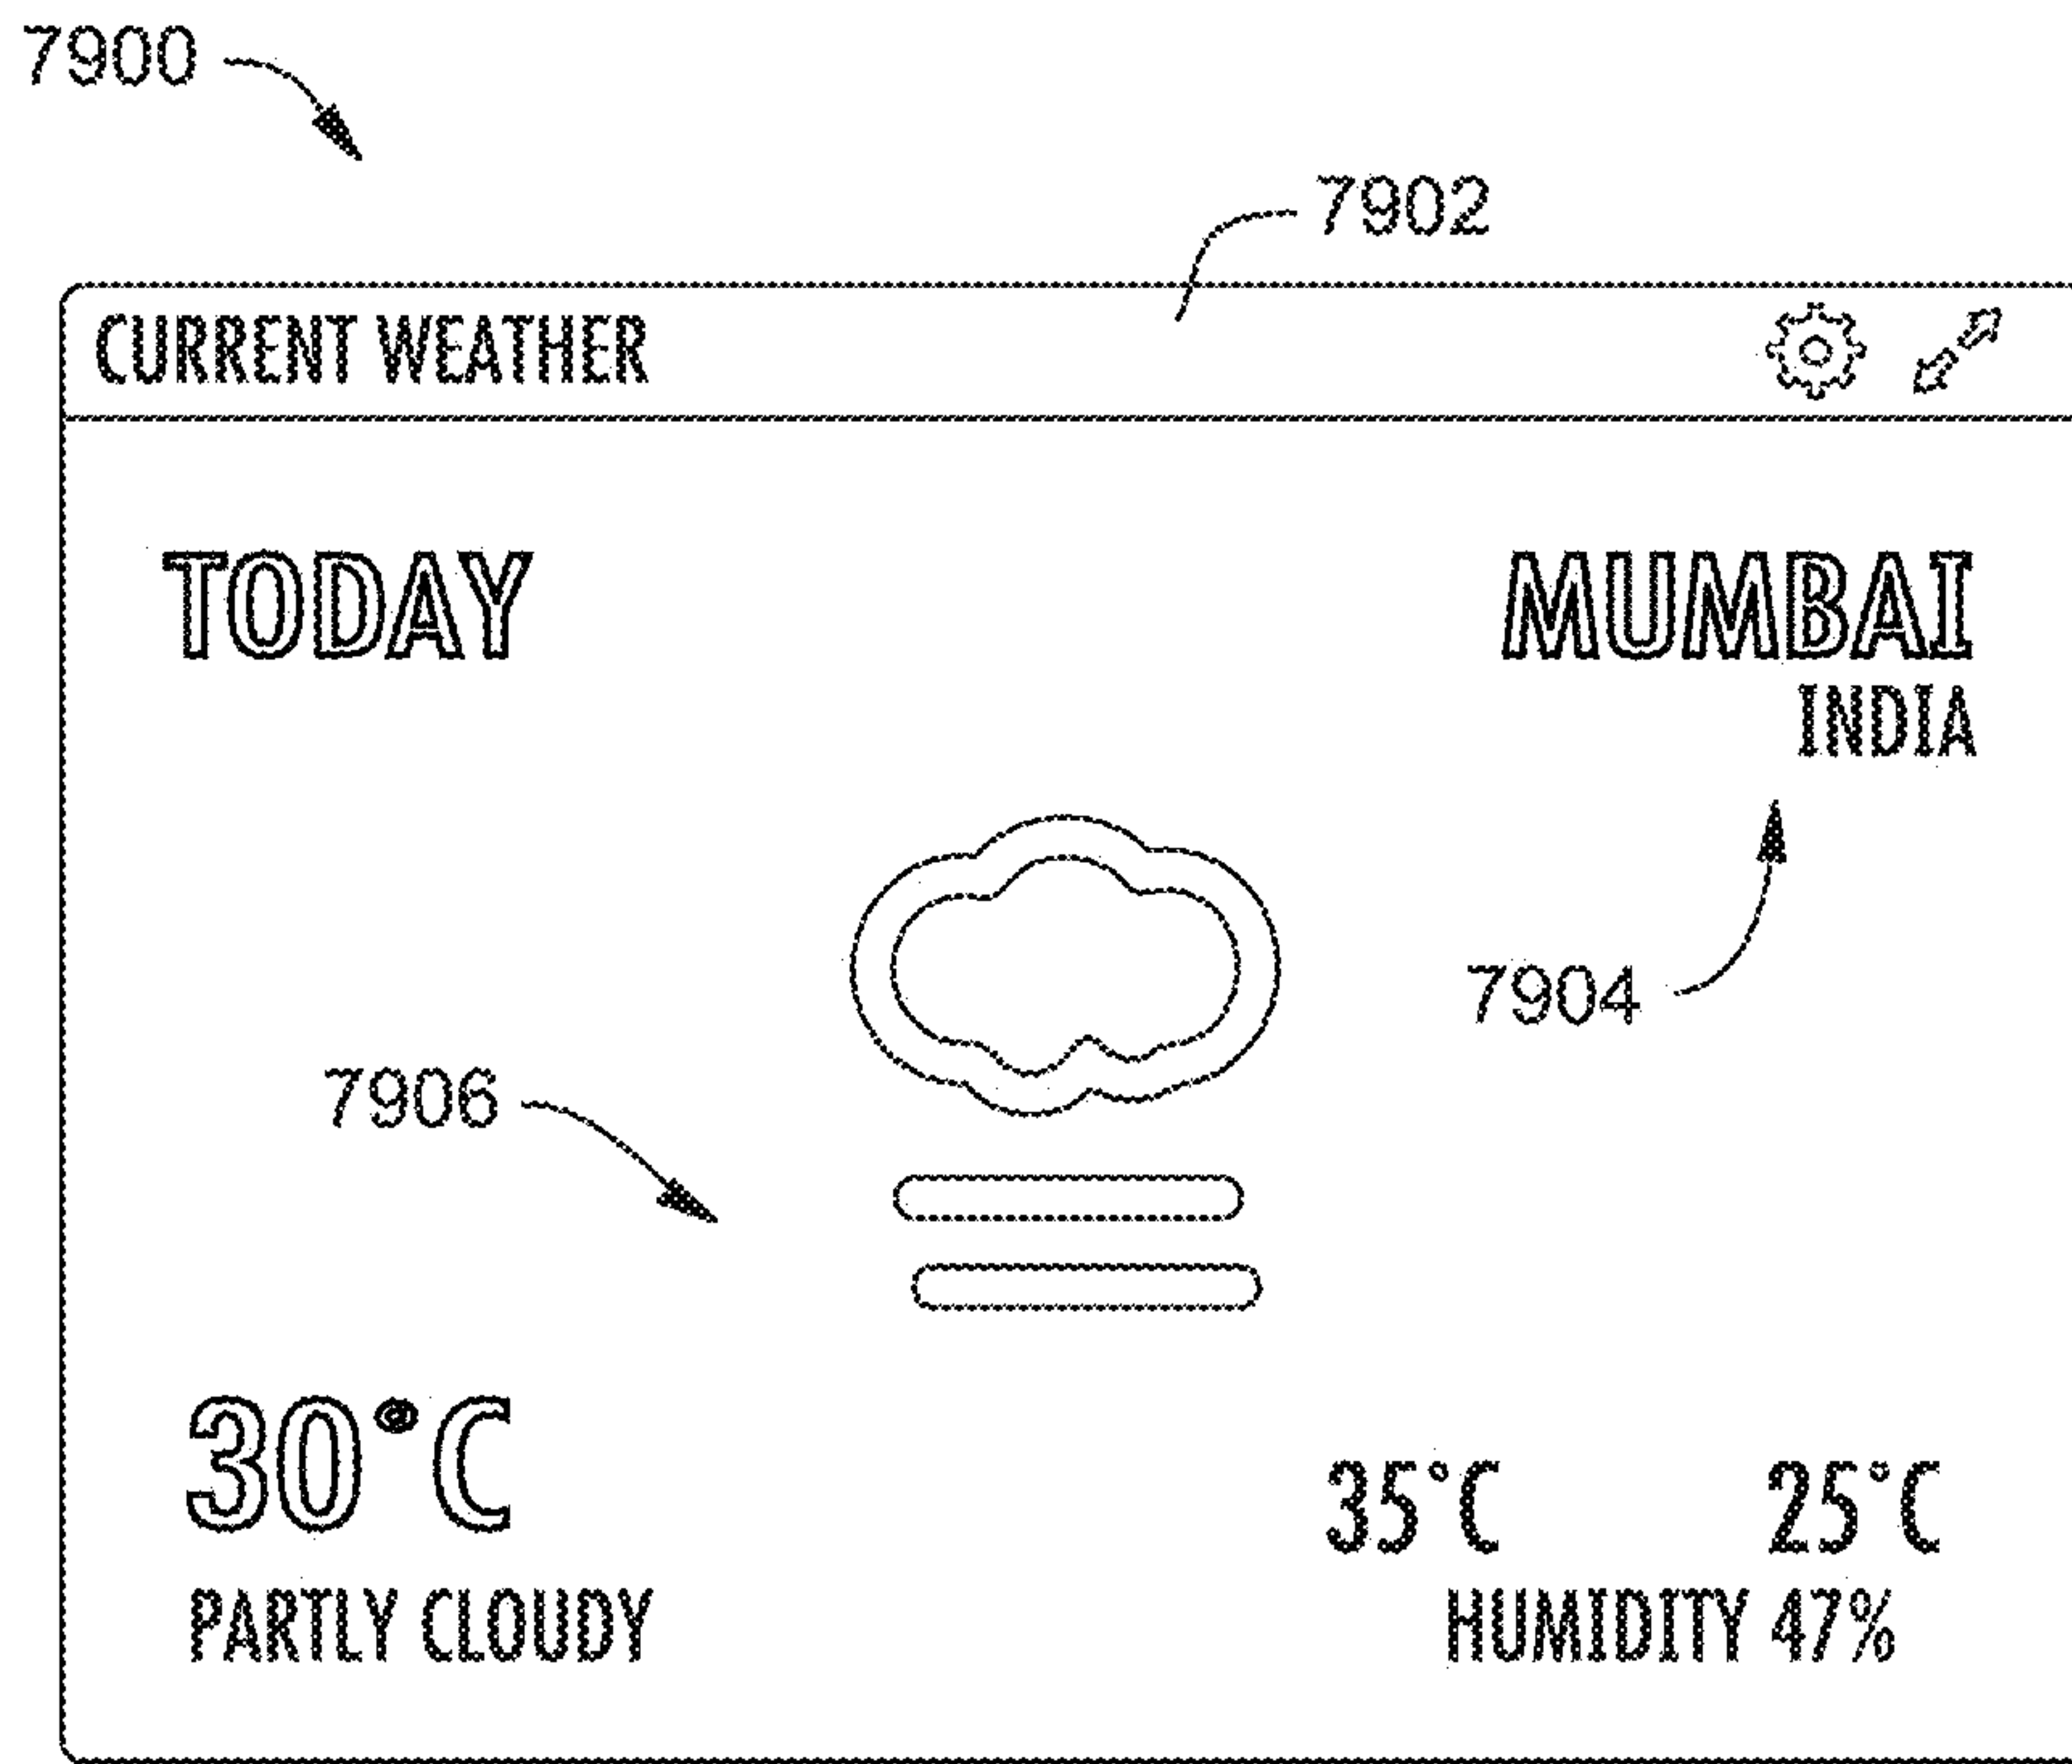 7900
7902
CURRENT WEATHER
TODAY
MUMBAI
INDIA
7904
7906
30°C
35°C 25°C
PARTLY CLOUDY
HUMIDITY 47%